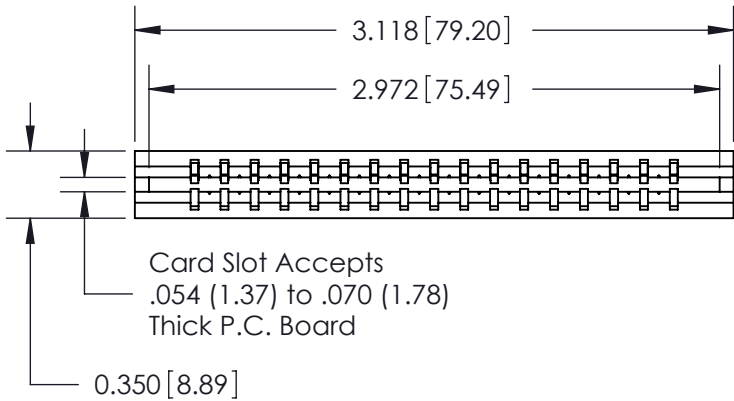 3.118 [79.20]
2.972 [75.49]
Card Slot Accepts
.054 (1.37) to .070 (1.78)
Thick P.C. Board
0.350 [8.89]